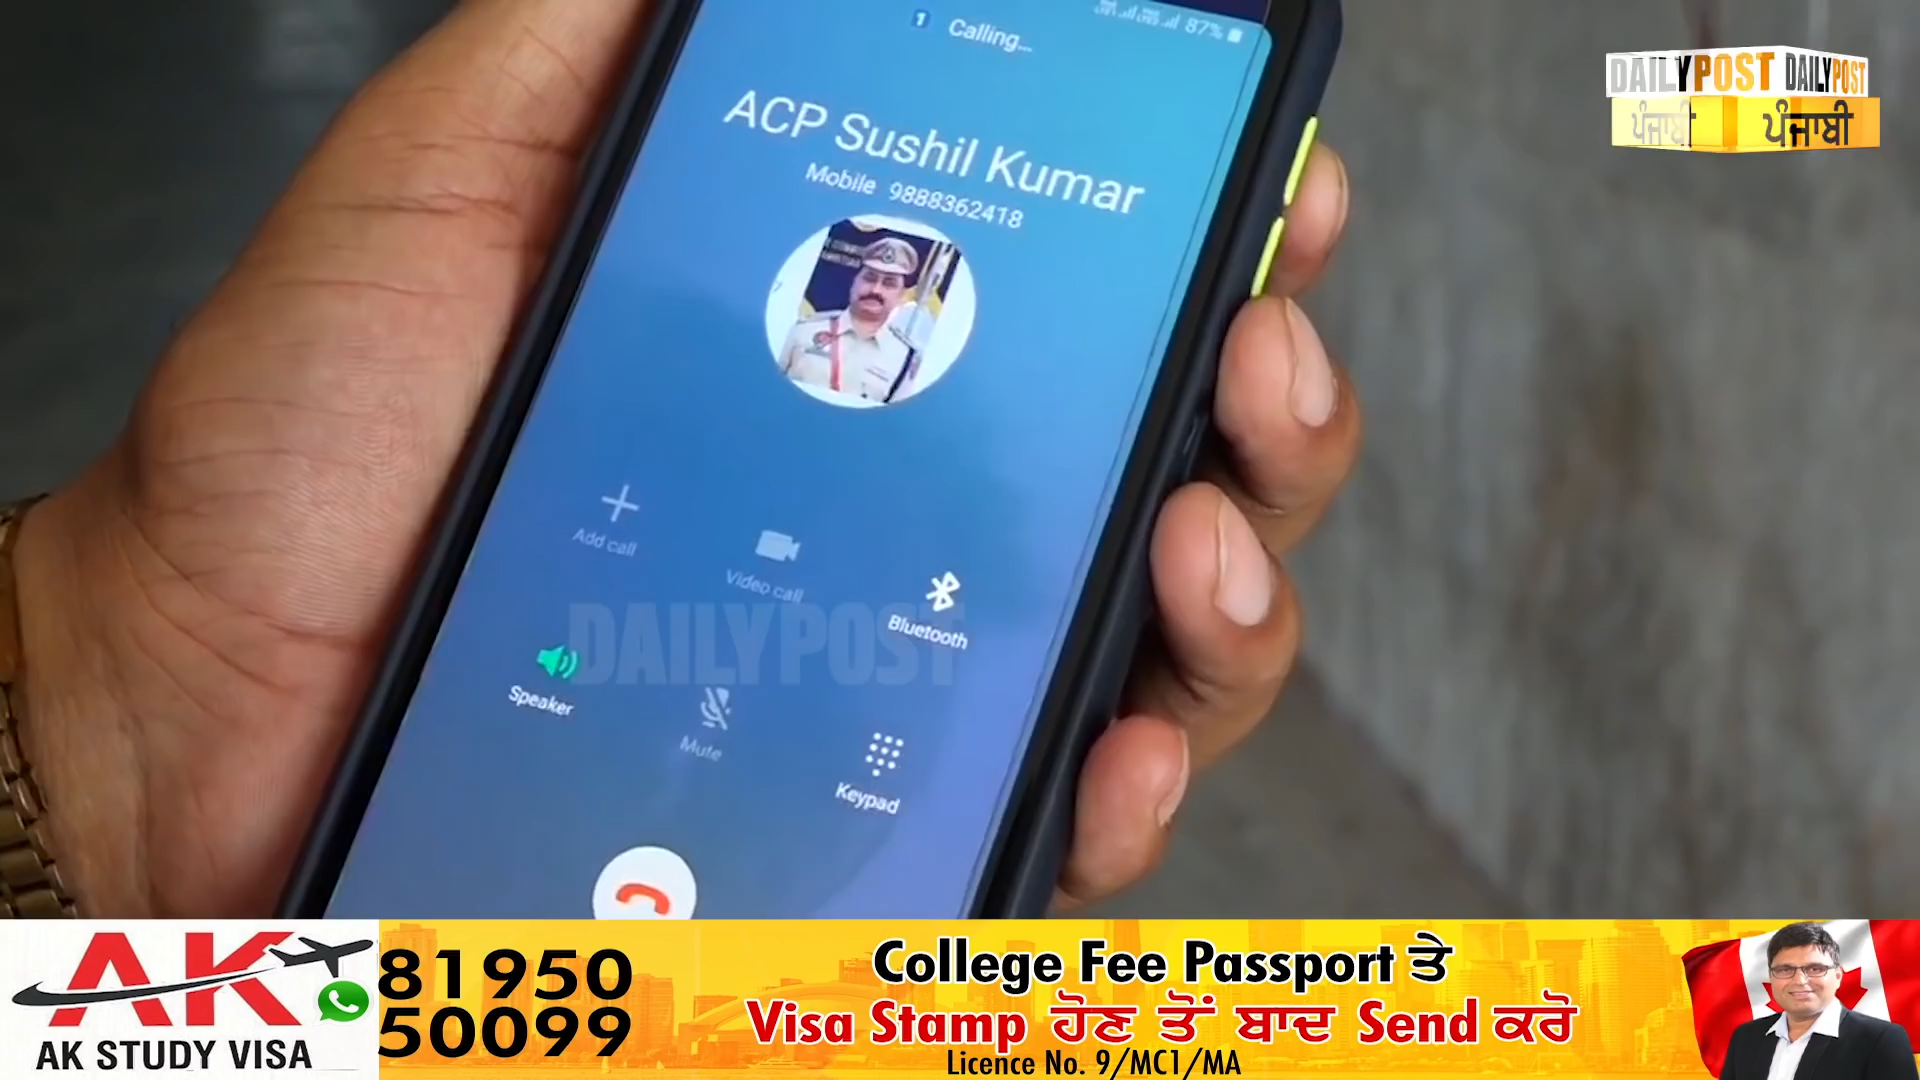 1 Calling...
87%
ACP Sushil Kumar
Mobile 9888362418
Add call
Video call
Bluetooth
Speaker
Mute
Keypad
DAILYPOST
DAILYPOST DAILYPOST
ਪੰਜਾਬੀ ਪੰਜਾਬੀ
AK
AK STUDY VISA
81950
50099
College Fee Passport ਤੇ
Visa Stamp ਹੋਣ ਤੋਂ ਬਾਦ Send ਕਰੋ
Licence No. 9/MC1/MA